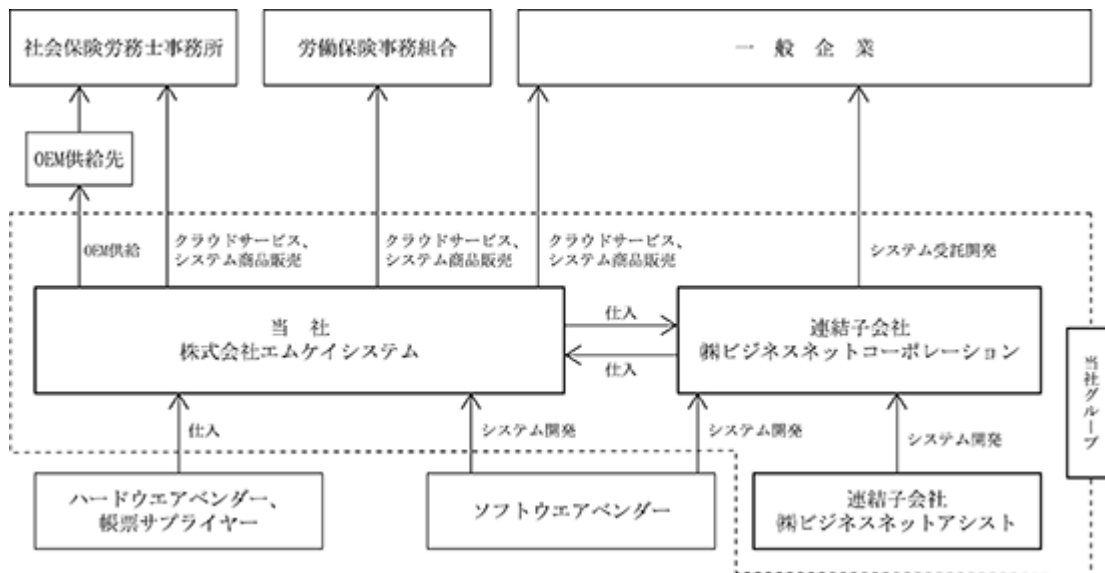 社会保険労務士事務所
労働保険事務組合
一般企業
OEM供給先
OEM供給
クラウドサービス、
システム商品販売
クラウドサービス、
システム商品販売
クラウドサービス、
システム商品販売
システム受託開発
当社
株式会社エムケイシステム
仕入
仕入
連結子会社
㈱ビジネスネットコーポレーション
当社グループ
仕入
システム開発
システム開発
システム開発
ハードウエアベンダー、
帳票サプライヤー
ソフトウエアベンダー
連結子会社
㈱ビジネスネットアシスト